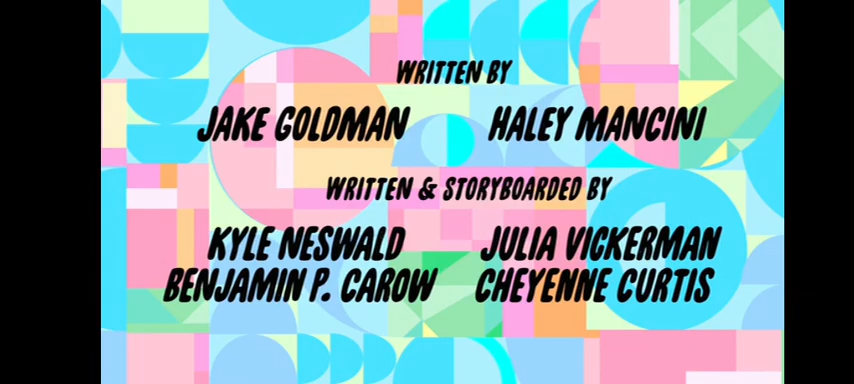 WRITTEN BY
JAKE GOLDMAN HALEY MANCINI
WRITTEN & STORYBOARDED BY
KYLE NESWALD JULIA VICKERMAN
BENJAMIN P. CAROW CHEYENNE CURTIS